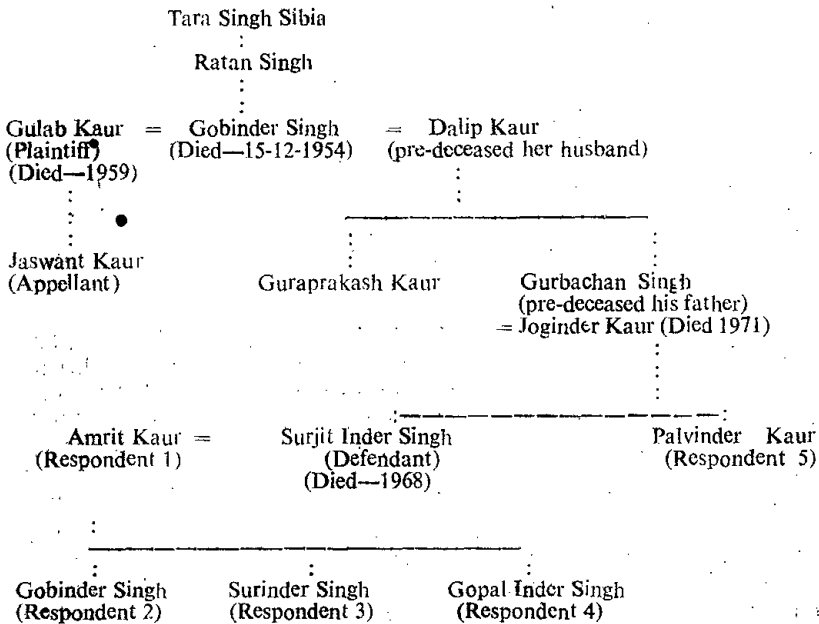 Tara Singh Sibia
Ratan Singh
Gulab Kaur = Gobinder Singh = Dalip Kaur
(Plaintiff) (Died—15-12-1954) (pre-deceased her husband)
(Died—1959)
Jaswant Kaur
(Appellant)
Guraprakash Kaur
Gurbachan Singh
(pre-deceased his father)
= Joginder Kaur (Died 1971)
Amrit Kaur = Surjit Inder Singh Palvinder Kaur
(Respondent 1) (Defendant) (Respondent 5)
(Died—1968)
Gobinder Singh Surinder Singh Gopal Inder Singh
(Respondent 2) (Respondent 3) (Respondent 4)